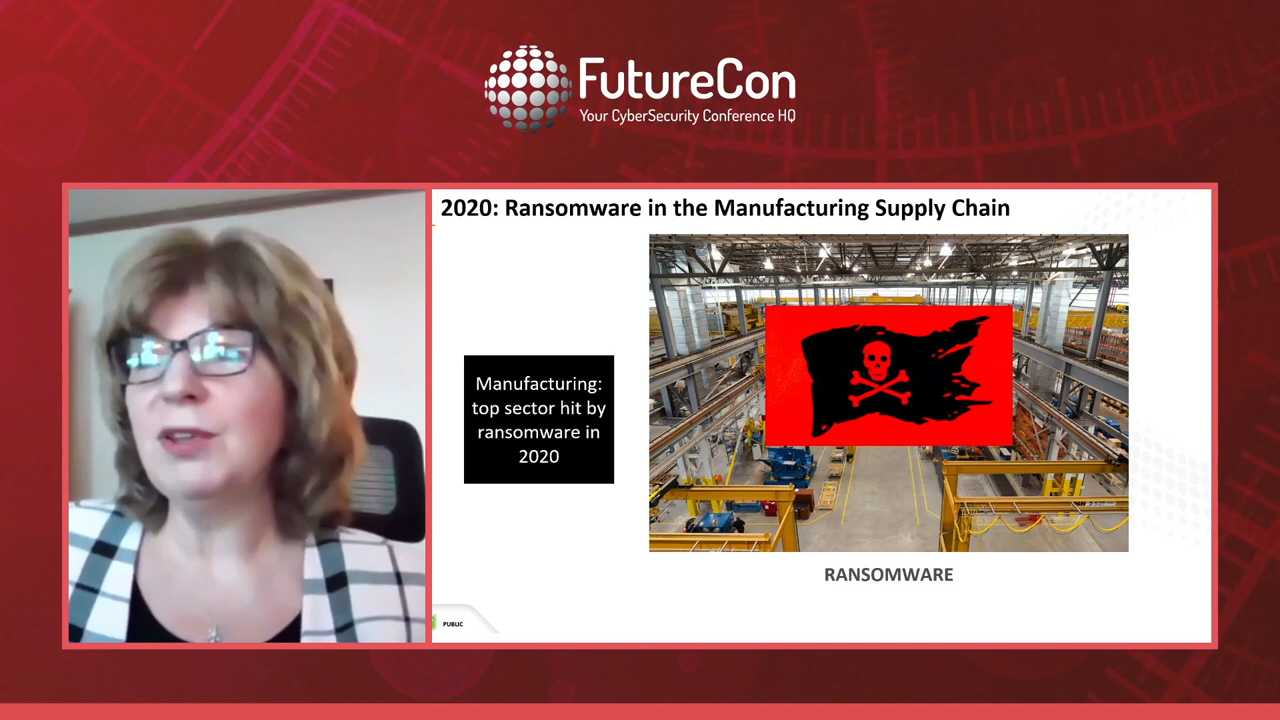 FutureCon
Your CyberSecurity Conference HQ
2020: Ransomware in the Manufacturing Supply Chain
Manufacturing:
top sector hit by
ransomware in
2020
RANSOMWARE
PUBLIC